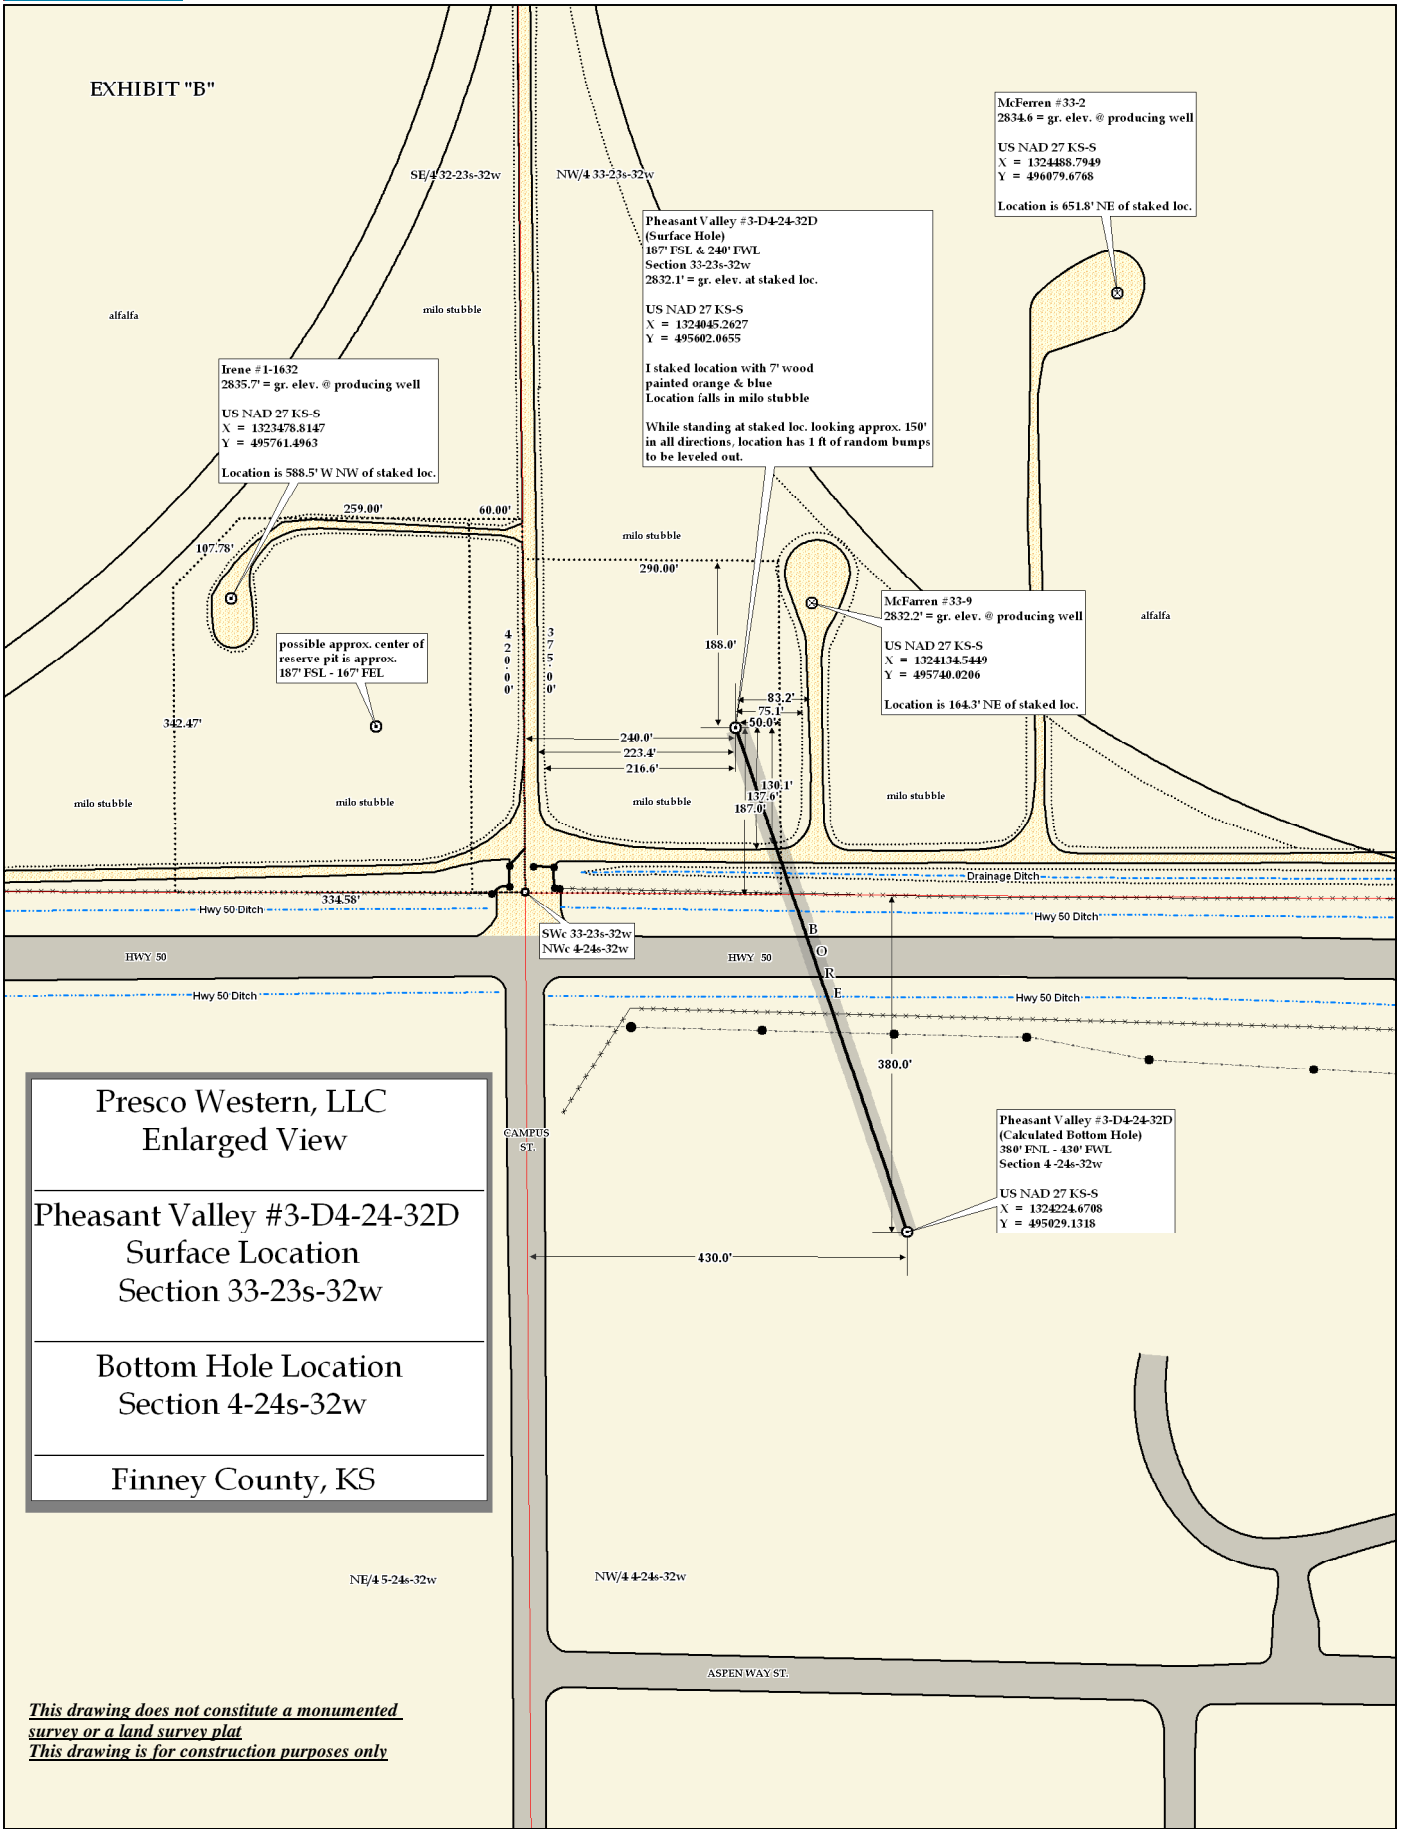 EXHIBIT "B"
SE/4 32-23s-32w
NW/4 33-23s-32w
McFerren #33-2
2834.6 = gr. elev. @ producing well
US NAD 27 KS-S
X = 1324488.7949
Y = 496079.6768
Location is 651.8' NE of staked loc.
Pheasant Valley #3-D4-24-32D
(Surface Hole)
187' FSL & 240' FWL
Section 33-23s-32w
2832.1' = gr. elev. at staked loc.
US NAD 27 KS-S
X = 1324045.2627
Y = 495602.0655
I staked location with 7' wood
painted orange & blue
Location falls in milo stubble
While standing at staked loc. looking approx. 150'
in all directions, location has 1 ft of random bumps
to be leveled out.
alfalfa
milo stubble
Irene #1-1632
2835.7' = gr. elev. @ producing well
US NAD 27 KS-S
X = 1323478.8147
Y = 495761.4963
Location is 588.5' W NW of staked loc.
259.00'
60.00'
107.78'
milo stubble
290.00'
188.0'
McFarren #33-9
2832.2' = gr. elev. @ producing well
US NAD 27 KS-S
X = 1324134.5449
Y = 495740.0206
Location is 164.3' NE of staked loc.
alfalfa
possible approx. center of
reserve pit is approx.
187' FSL - 167' FEL
420.00'
375.00'
342.47'
83.2'
75.1'
50.0'
240.0'
223.4'
216.6'
130.1'
137.6'
187.0'
milo stubble
milo stubble
milo stubble
milo stubble
Drainage Ditch
334.58'
Hwy 50 Ditch
Hwy 50 Ditch
SWc 33-23s-32w
NWc 4-24s-32w
HWY 50
HWY 50
BORE
Hwy 50 Ditch
Hwy 50 Ditch
380.0'
Presco Western, LLC
Enlarged View
Pheasant Valley #3-D4-24-32D
Surface Location
Section 33-23s-32w
Bottom Hole Location
Section 4-24s-32w
Finney County, KS
CAMPUS
ST.
Pheasant Valley #3-D4-24-32D
(Calculated Bottom Hole)
380' FNL - 430' FWL
Section 4 -24s-32w
US NAD 27 KS-S
X = 1324224.6708
Y = 495029.1318
430.0'
NE/4 5-24s-32w
NW/4 4-24s-32w
ASPEN WAY ST.
This drawing does not constitute a monumented
survey or a land survey plat
This drawing is for construction purposes only